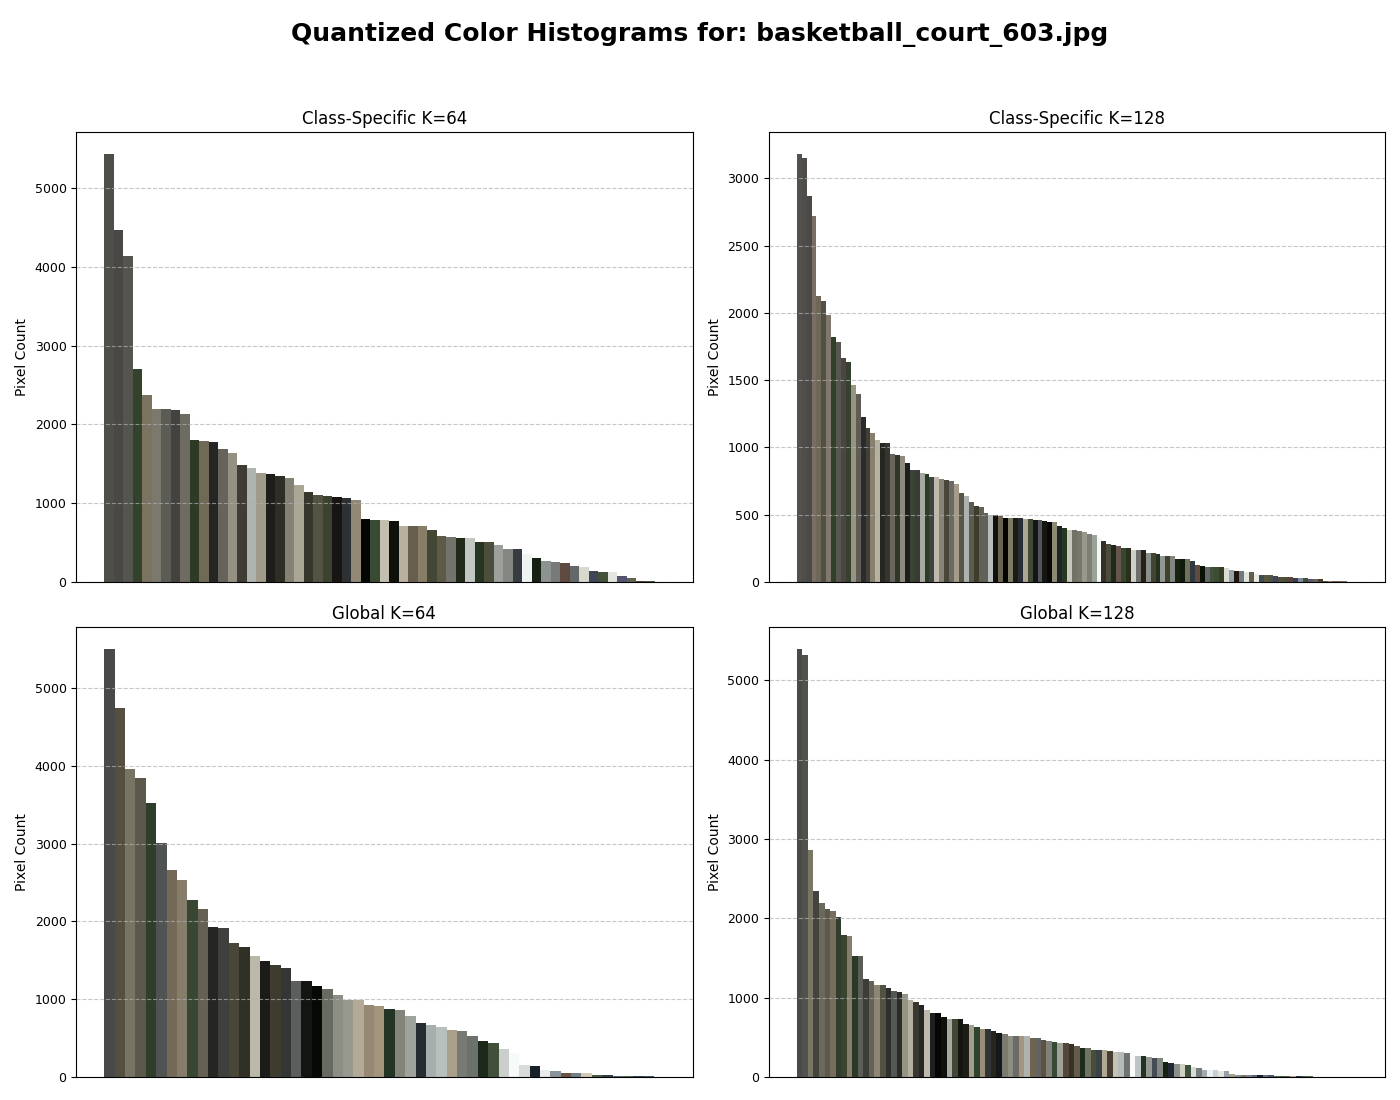 Quantized Color Histograms for: basketball_court_603.jpg
Class-Specific K=64
Pixel Count
5000
4000
3000
2000
1000
0
Class-Specific K=128
Pixel Count
3000
2500
2000
1500
1000
500
0
Global K=64
Pixel Count
5000
4000
3000
2000
1000
0
Global K=128
Pixel Count
5000
4000
3000
2000
1000
0